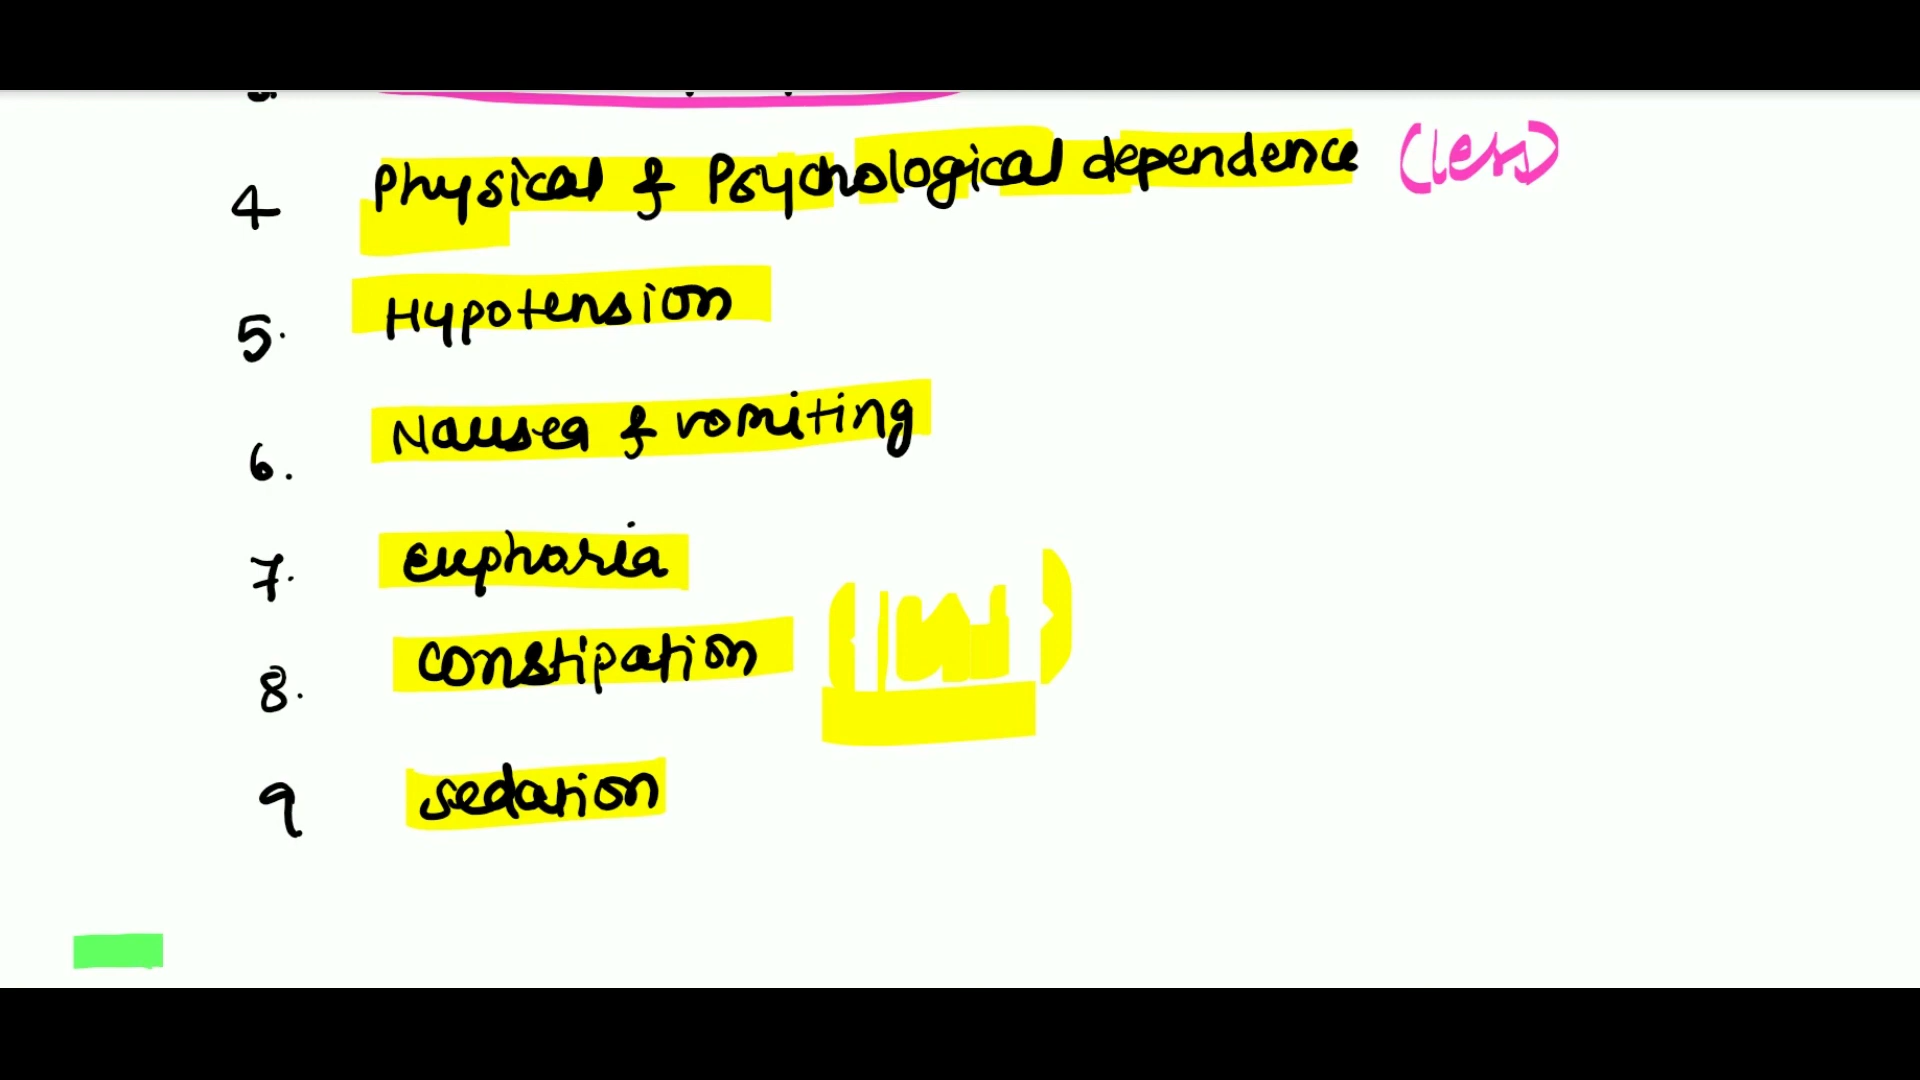 4 Physical & Psychological dependence (less)
5. Hypotension
6. Nausea & vomiting
7. euphoria
8. constipation
9 sedation